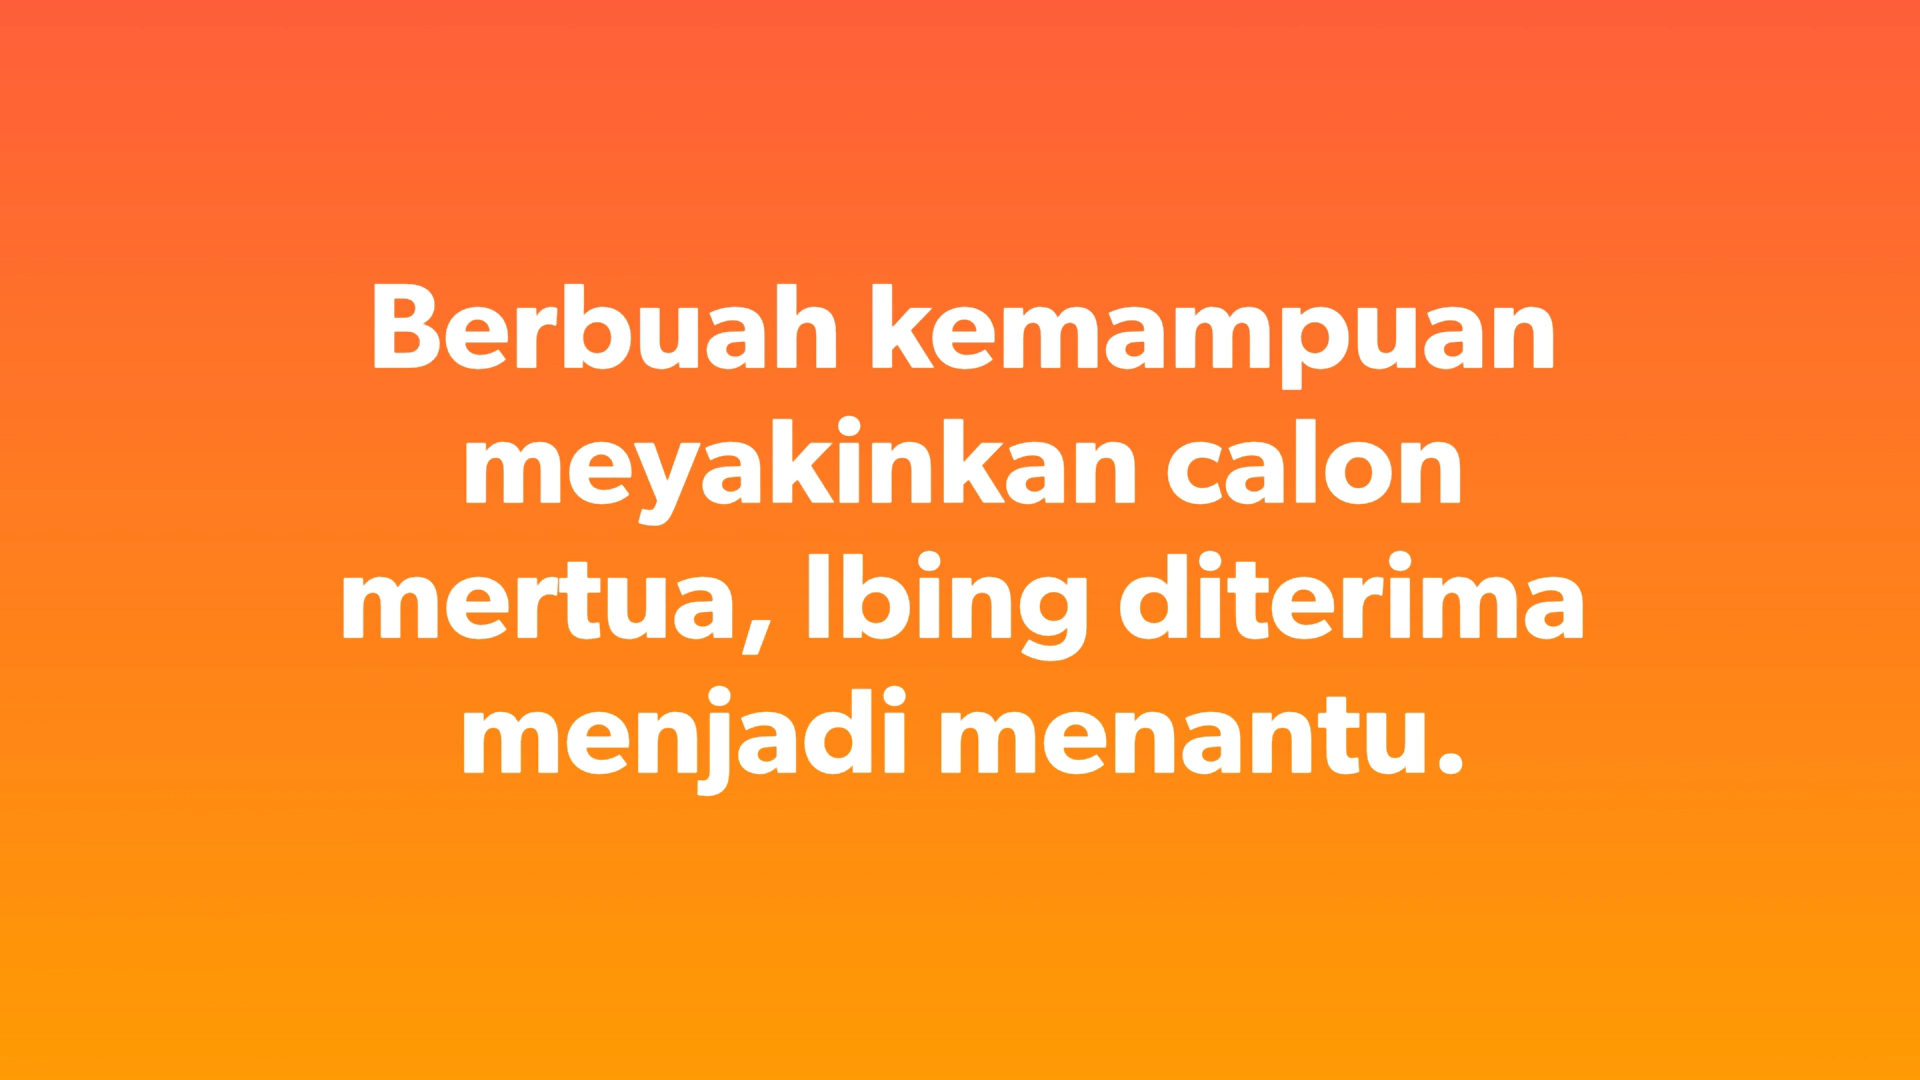 Berbuah kemampuan
meyakinkan calon
mertua, Ibing diterima
menjadi menantu.